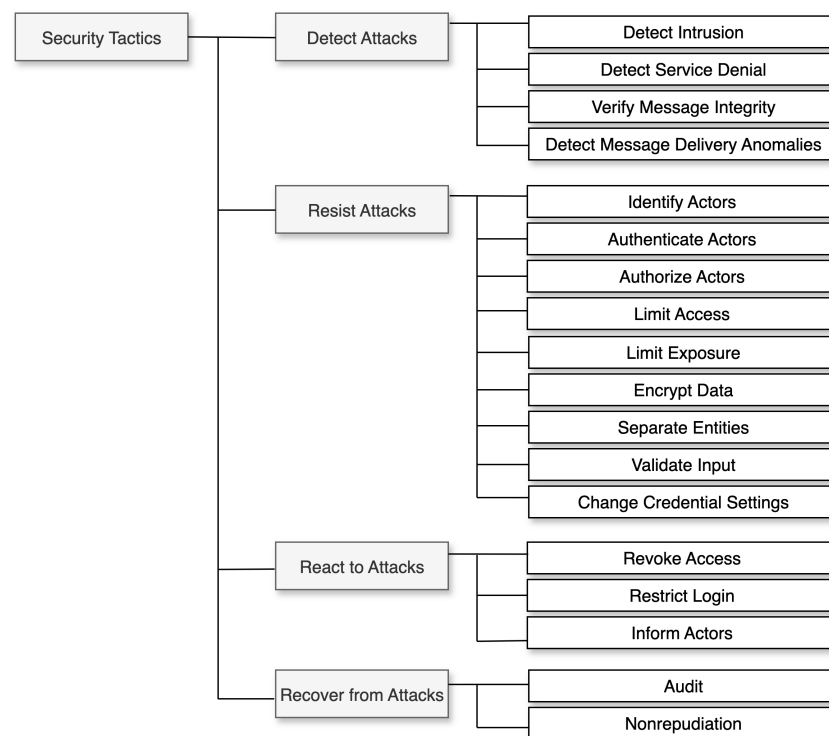 Security Tactics
Detect Attacks
Detect Intrusion
Detect Service Denial
Verify Message Integrity
Detect Message Delivery Anomalies
Resist Attacks
Identify Actors
Authenticate Actors
Authorize Actors
Limit Access
Limit Exposure
Encrypt Data
Separate Entities
Validate Input
Change Credential Settings
React to Attacks
Revoke Access
Restrict Login
Inform Actors
Recover from Attacks
Audit
Nonrepudiation